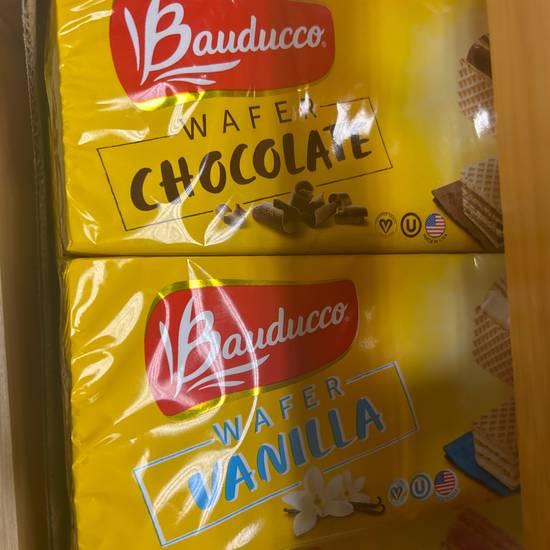 Bauducco®
WAFER
CHOCOLATE
U
Bauducco®
WAFER
VANILLA
U